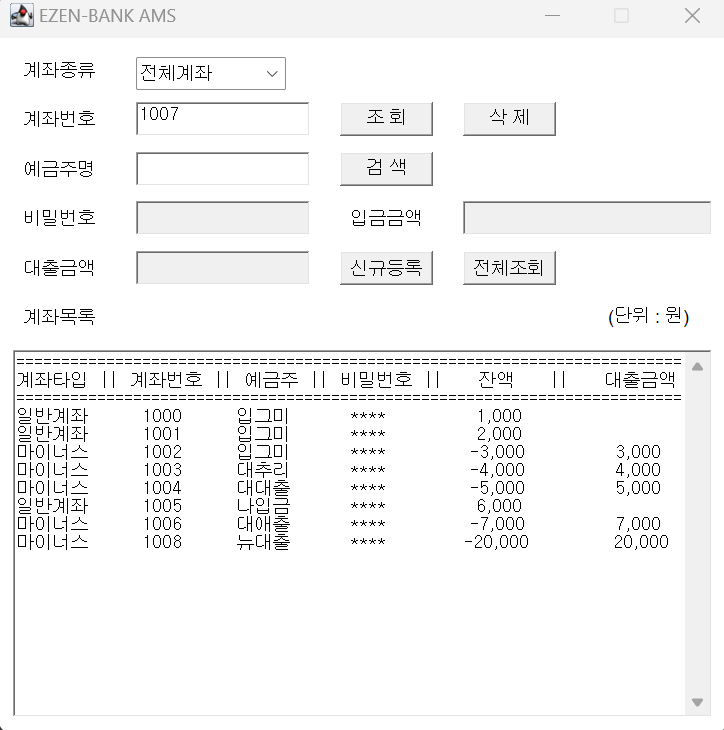 EZEN-BANK AMS
계좌종류 전체계좌
계좌번호 1007 조 회 삭 제
예금주명 검 색
비밀번호 입금금액
대출금액 신규등록 전체조회
계좌목록 (단위 : 원)
==========================================================================
계좌타입 || 계좌번호 || 예금주 || 비밀번호 || 잔액 || 대출금액
==========================================================================
일반계좌 1000 입그미 **** 1,000
일반계좌 1001 입그미 **** 2,000
마이너스 1002 입그미 **** -3,000 3,000
마이너스 1003 대추리 **** -4,000 4,000
마이너스 1004 대대출 **** -5,000 5,000
일반계좌 1005 나입금 **** 6,000
마이너스 1006 대애출 **** -7,000 7,000
마이너스 1008 뉴대출 **** -20,000 20,000